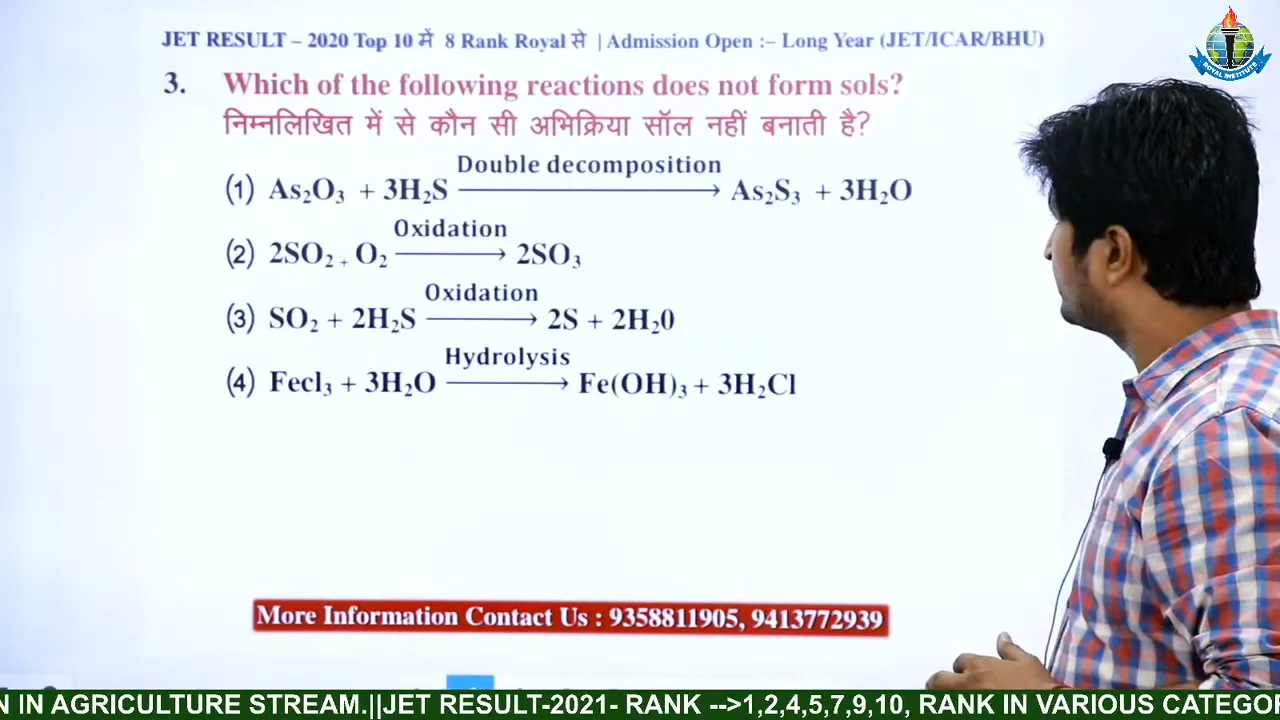 JET RESULT – 2020 Top 10 में 8 Rank Royal से | Admission Open :– Long Year (JET/ICAR/BHU)
ROYAL INSTITUTE
3. Which of the following reactions does not form sols?
निम्नलिखित में से कौन सी अभिक्रिया सॉल नहीं बनाती है?
Double decomposition
(1) As₂O₃ + 3H₂S ⟶ As₂S₃ + 3H₂O
Oxidation
(2) 2SO₂ + O₂ ⟶ 2SO₃
Oxidation
(3) SO₂ + 2H₂S ⟶ 2S + 2H₂0
Hydrolysis
(4) Fecl₃ + 3H₂O ⟶ Fe(OH)₃ + 3H₂Cl
More Information Contact Us : 9358811905, 9413772939
N IN AGRICULTURE STREAM.||JET RESULT-2021- RANK -->1,2,4,5,7,9,10, RANK IN VARIOUS CATEGO